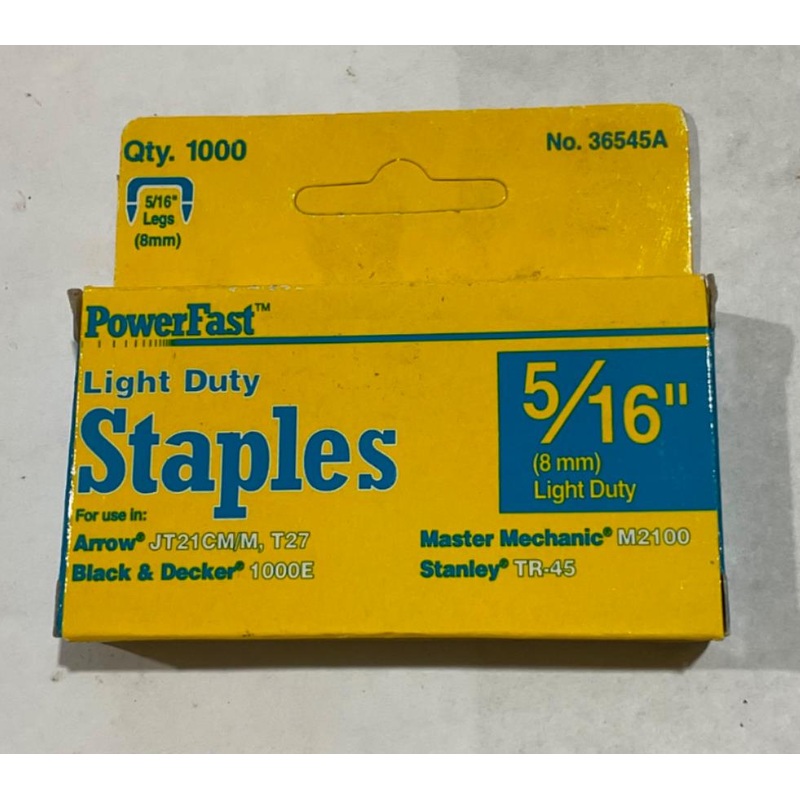 Qty. 1000
No. 36545A
5/16"
Legs
(8mm)
PowerFast™
Light Duty
Staples
5/16"
(8 mm)
Light Duty
For use in:
Arrow® JT21CM/M, T27
Black & Decker® 1000E
Master Mechanic® M2100
Stanley® TR-45